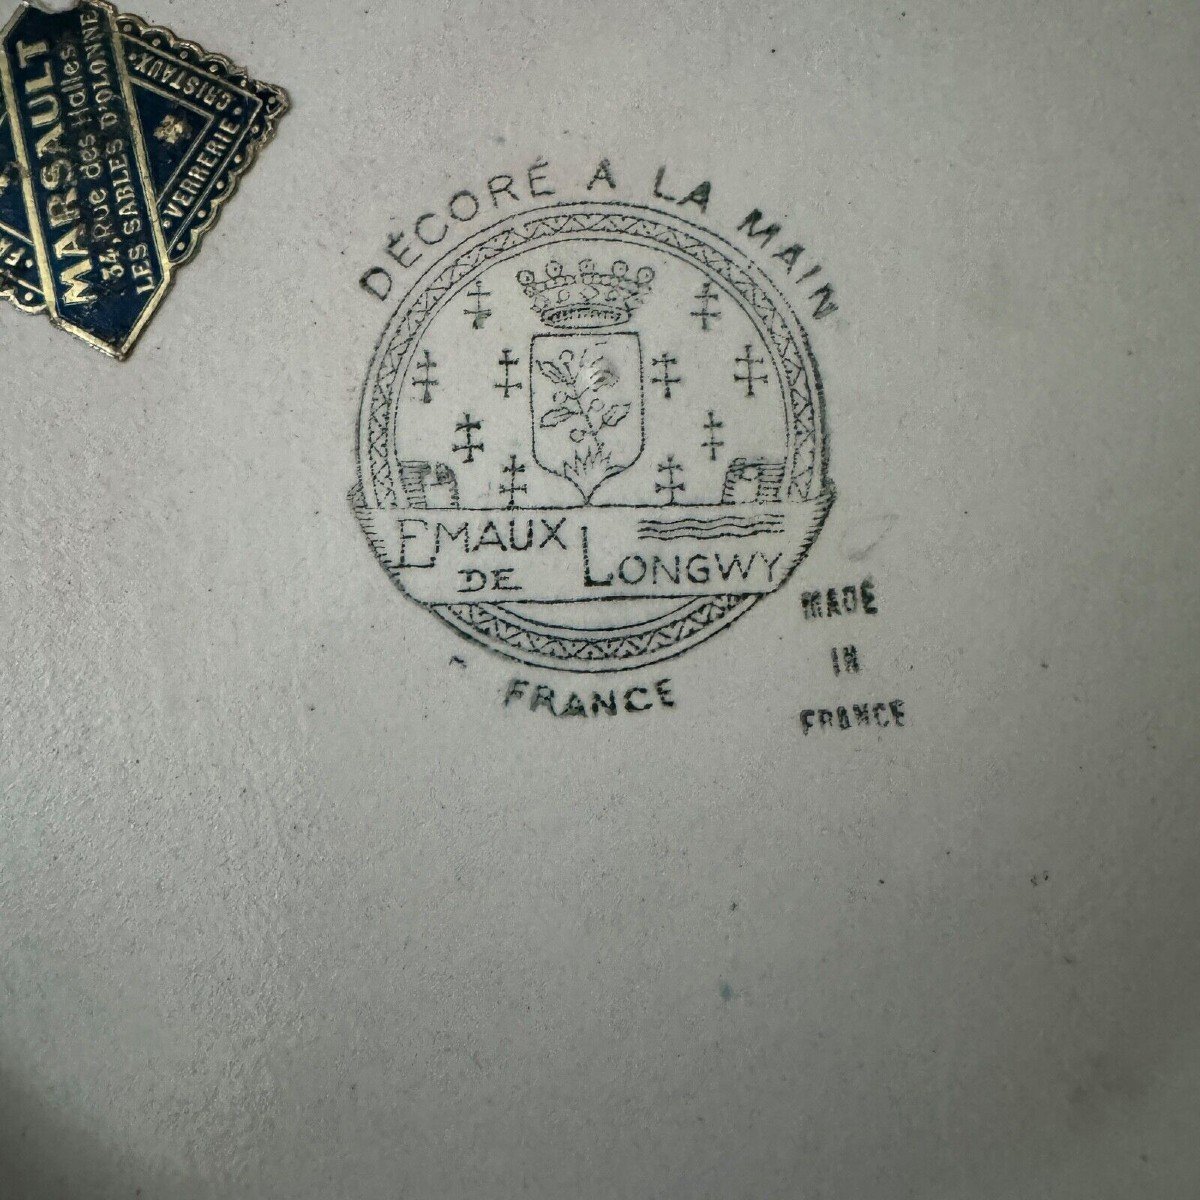 MARSAULT
34, Rue des Halles
LES SABLES D'OLONNE
VERRERIE · CRISTAUX ·
DÉCORÉ A LA MAIN
EMAUX
DE LONGWY
FRANCE
MADE
IN
FRANCE